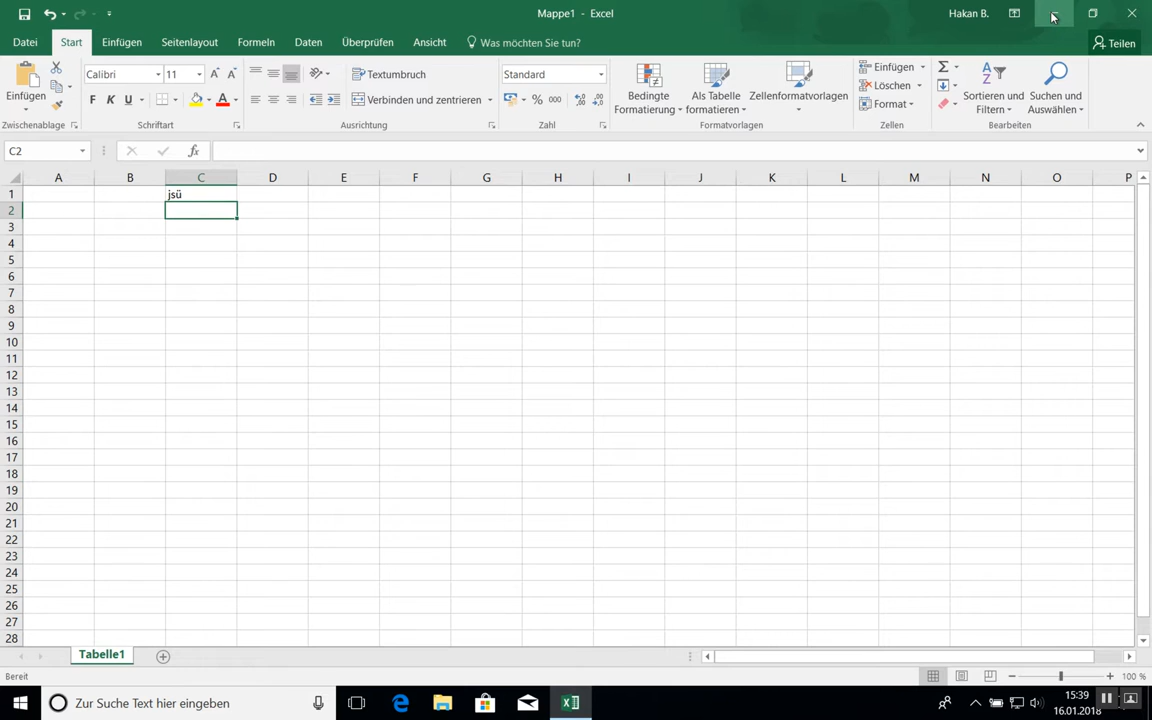 Mappe1 - Excel
Hakan B.
Datei Start Einfügen Seitenlayout Formeln Daten Überprüfen Ansicht Was möchten Sie tun? Teilen
Einfügen
Zwischenablage
Calibri 11
F K U A
Schriftart
Textumbruch
Verbinden und zentrieren
Ausrichtung
Standard
% 000
Zahl
Bedingte Formatierung
Als Tabelle formatieren
Zellenformatvorlagen
Formatvorlagen
Einfügen
Löschen
Format
Zellen
Sortieren und Filtern
Suchen und Auswählen
Bearbeiten
C2 fx
A B C D E F G H I J K L M N O P
1 jsü
2
3
4
5
6
7
8
9
10
11
12
13
14
15
16
17
18
19
20
21
22
23
24
25
26
27
28
Tabelle1
Bereit 100 %
Zur Suche Text hier eingeben
15:39
16.01.2018